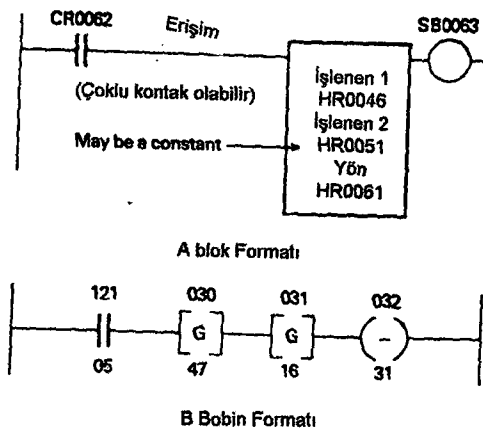 CR0062
Erişim
SB0063
(Çoklu kontak olabilir)
May be a constant
İşlenen 1
HR0046
İşlenen 2
HR0051
Yön
HR0061
A blok Formatı
121 030 031 032
G G –
05 47 16 31
B Bobin Formatı